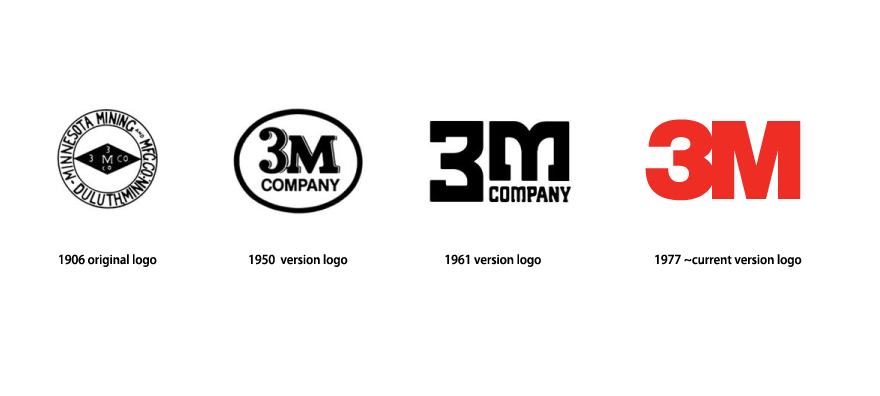 MINNESOTA MINING AND MFG.CO.
DULUTH.MINN.
3
3 M CO
CO
3M
COMPANY
3M
COMPANY
3M
1906 original logo
1950 version logo
1961 version logo
1977 ~current version logo